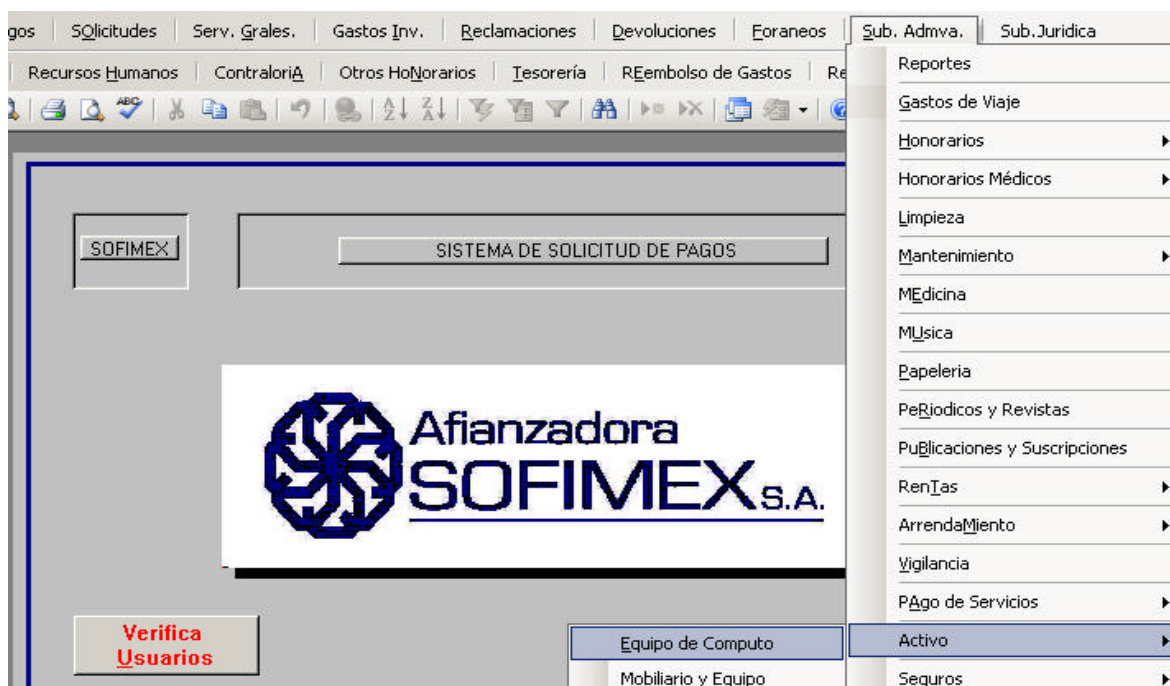 gos SOlicitudes Serv. Grales. Gastos Inv. Reclamaciones Devoluciones Foraneos Sub. Admva. Sub.Juridica
Recursos Humanos ContraloriA Otros HoNorarios Tesorería REembolso de Gastos Re
Reportes
Gastos de Viaje
Honorarios
Honorarios Médicos
Limpieza
Mantenimiento
MEdicina
MUsica
Papeleria
PeRiodicos y Revistas
PuBlicaciones y Suscripciones
RenTas
ArrendaMiento
Vigilancia
PAgo de Servicios
Activo
Seguros
Equipo de Computo
Mobiliario y Equipo
ABC
SOFIMEX
SISTEMA DE SOLICITUD DE PAGOS
Afianzadora
SOFIMEX S.A.
Verifica
Usuarios